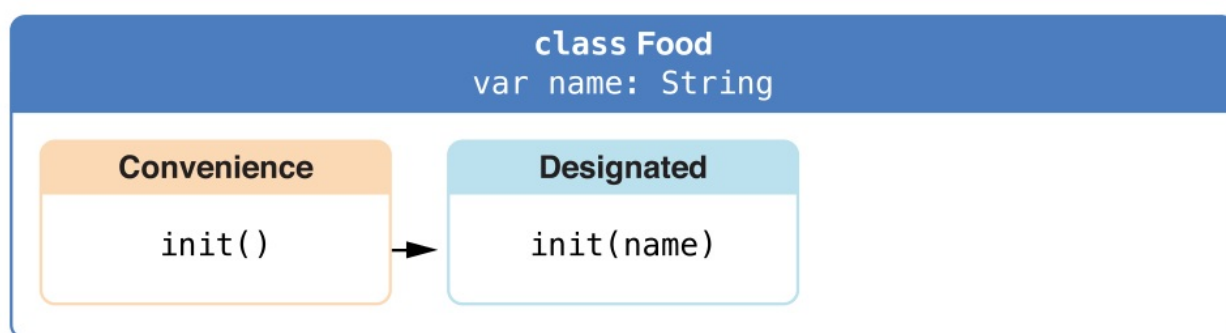 class Food
var name: String
Convenience
Designated
init()
init(name)